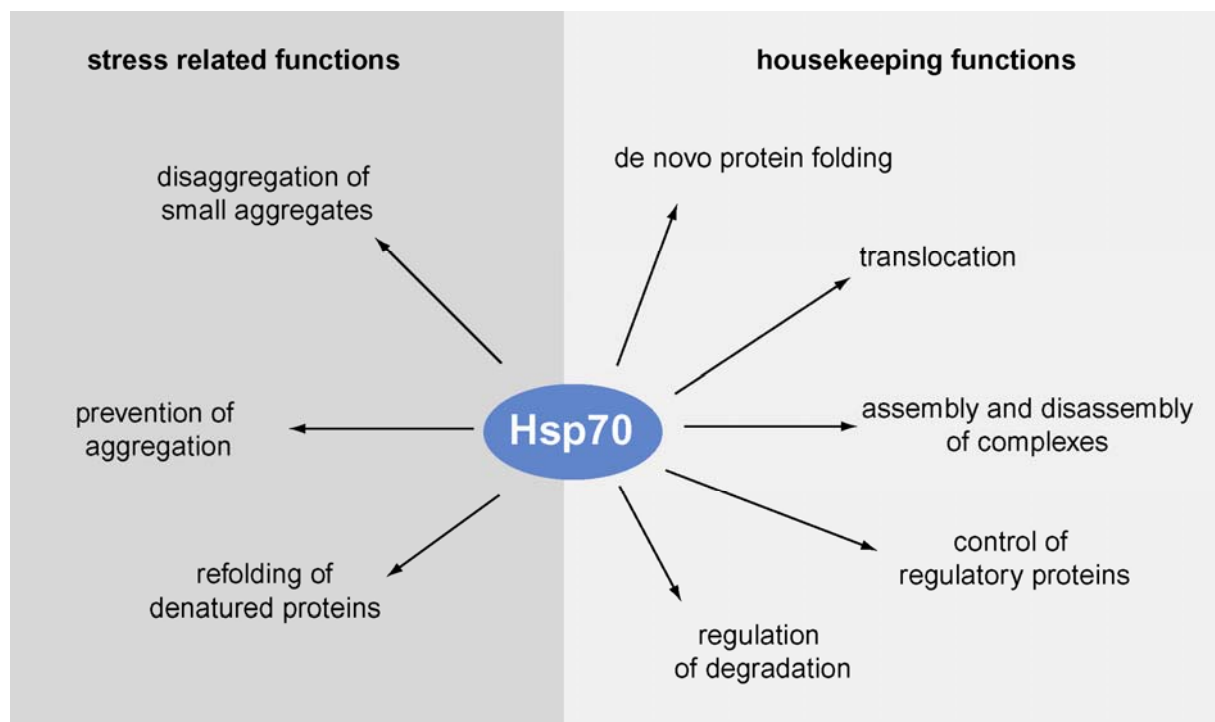 stress related functions
housekeeping functions
disaggregation of
small aggregates
prevention of
aggregation
refolding of
denatured proteins
Hsp70
de novo protein folding
translocation
assembly and disassembly
of complexes
control of
regulatory proteins
regulation
of degradation